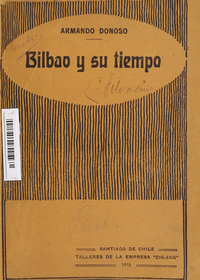 ARMANDO DONOSO
Bilbao y su tiempo
SANTIAGO DE CHILE
TALLERES DE LA EMPRESA "ZIG-ZAG"
1913